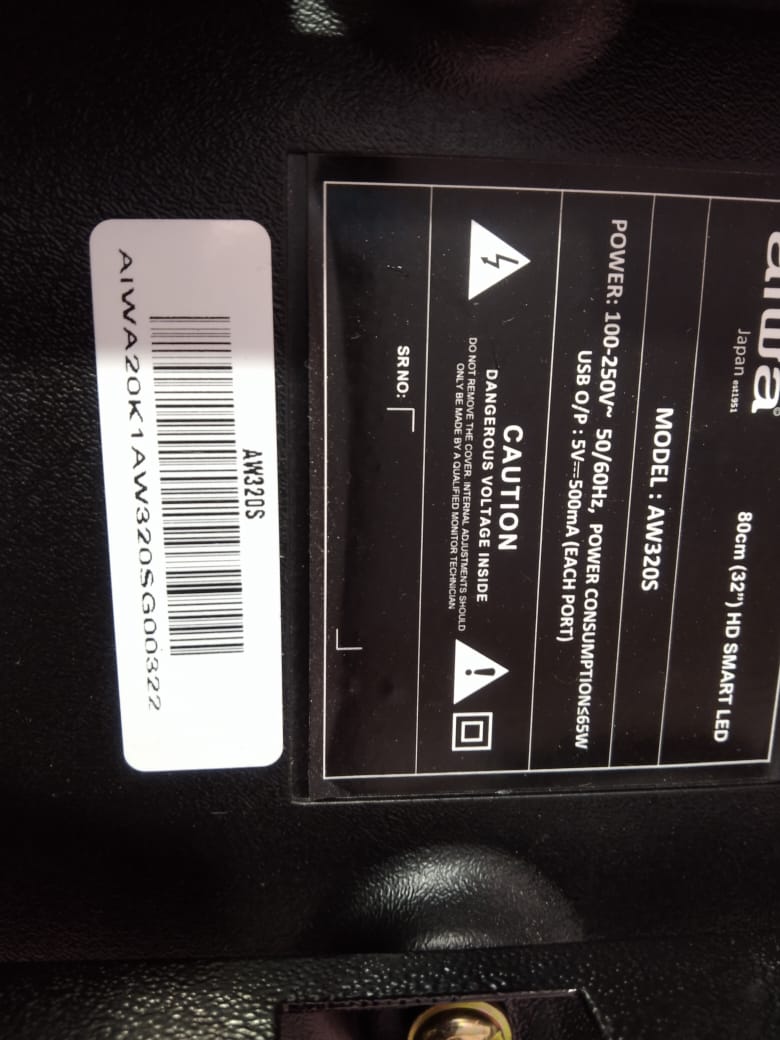 aiwa
Japan est1951
80cm (32") HD SMART LED
MODEL : AW320S
POWER: 100-250V~ 50/60Hz, POWER CONSUMPTION≤65W
USB O/P : 5V⎓500mA (EACH PORT)
CAUTION
DANGEROUS VOLTAGE INSIDE
DO NOT REMOVE THE COVER. INTERNAL ADJUSTMENTS SHOULD
ONLY BE MADE BY A QUALIFIED MONITOR TECHNICIAN
SR NO:
AW320S
AIWA20K1AW320SG00322